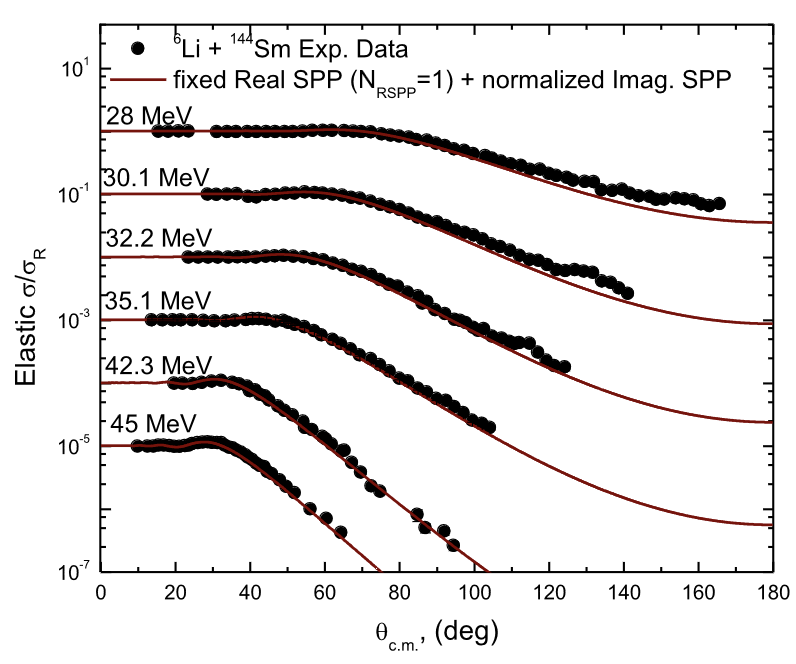 ⁶Li + ¹⁴⁴Sm Exp. Data
fixed Real SPP (N_RSPP=1) + normalized Imag. SPP
10¹
28 MeV
10⁻¹
30.1 MeV
32.2 MeV
10⁻³
35.1 MeV
42.3 MeV
10⁻⁵
45 MeV
10⁻⁷
Elastic σ/σ_R
0 20 40 60 80 100 120 140 160 180
θ_c.m., (deg)